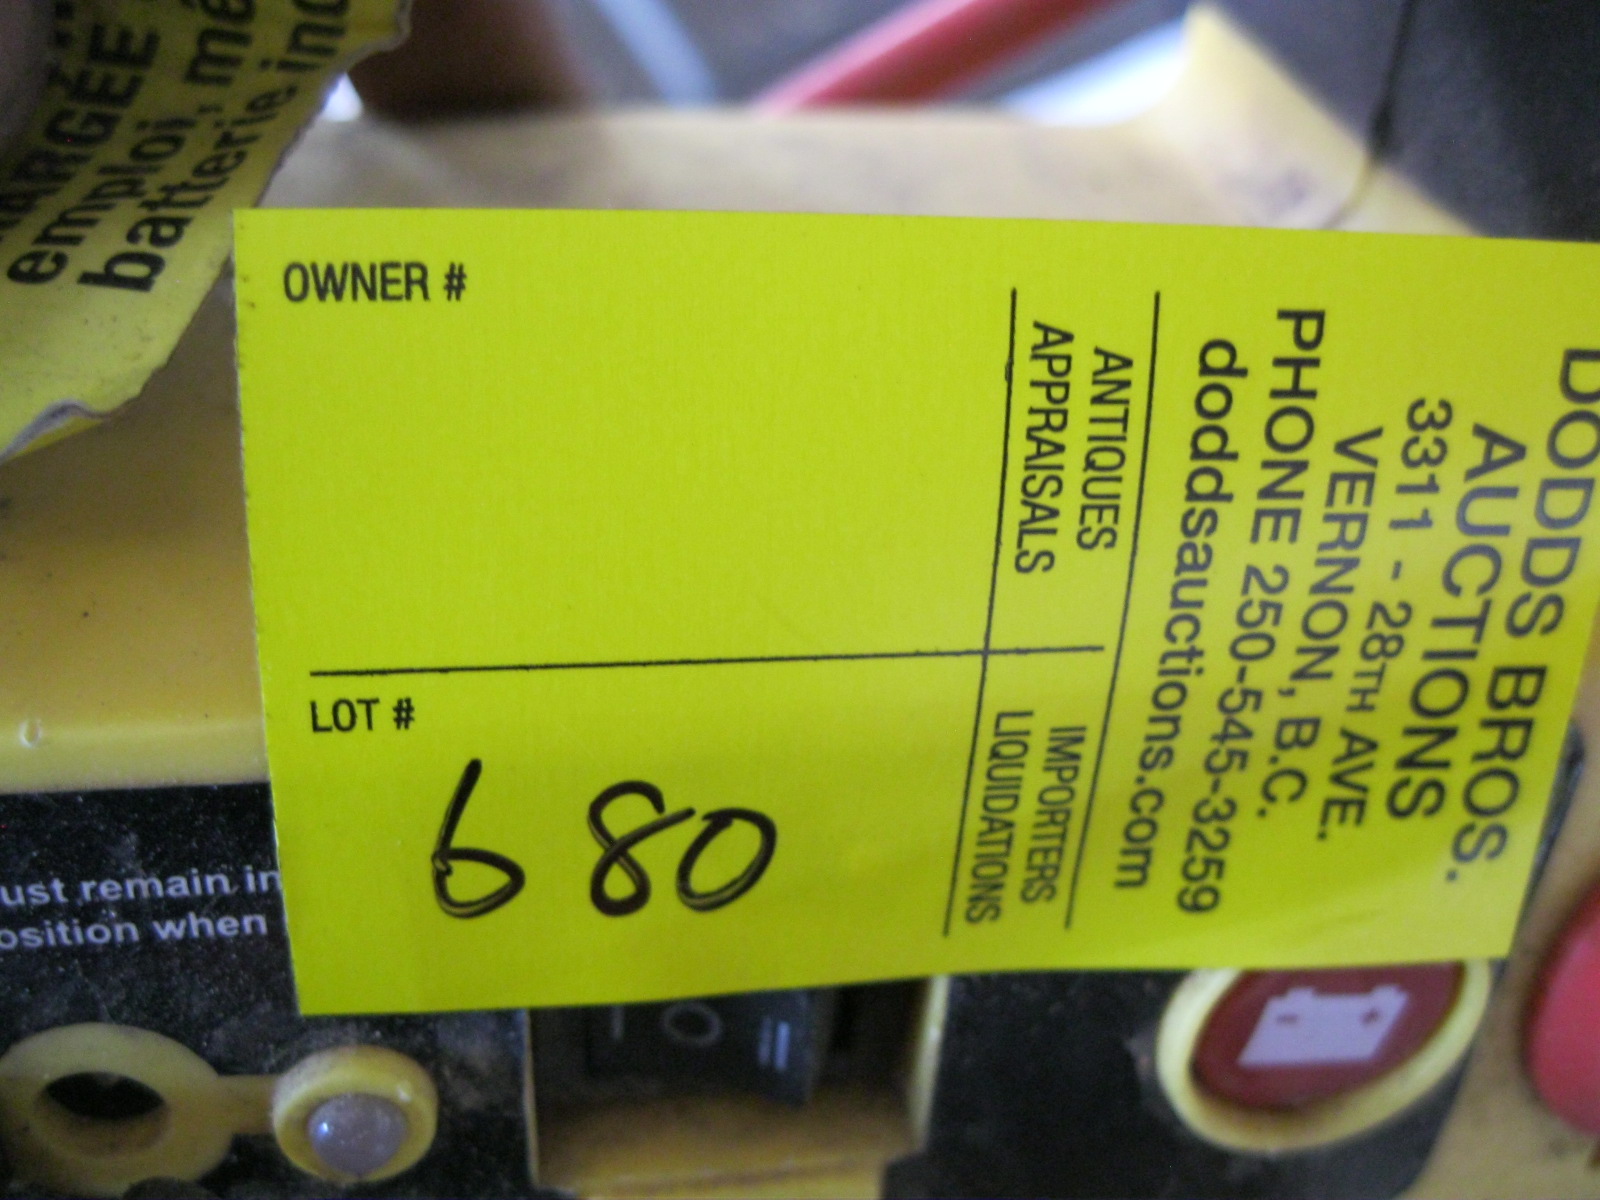 emploi,
batterie
OWNER #
LOT #
680
DODDS BROS.
AUCTIONS
3311 - 28TH AVE.
VERNON, B.C.
PHONE 250-545-3259
doddsauctions.com
ANTIQUES
APPRAISALS
IMPORTERS
LIQUIDATIONS
remain in
when